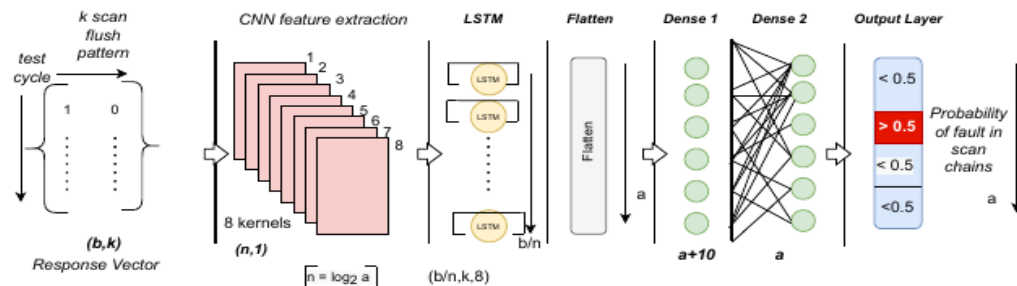 k scan
flush
pattern
test
cycle
1 0
(b,k)
Response Vector
CNN feature extraction
1
2
3
4
5
6
7
8
8 kernels
(n,1)
n = log2 a
LSTM
LSTM
LSTM
LSTM
b/n
(b/n,k,8)
Flatten
Flatten
a
Dense 1
a+10
Dense 2
a
Output Layer
< 0.5
> 0.5
< 0.5
<0.5
Probability
of fault in
scan
chains
a